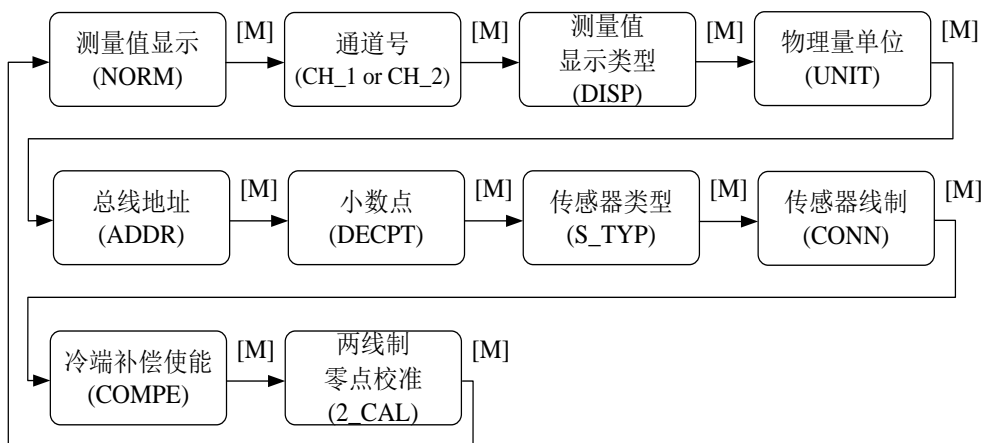 测量值显示
(NORM)
[M]
通道号
(CH_1 or CH_2)
[M]
测量值
显示类型
(DISP)
[M]
物理量单位
(UNIT)
[M]
总线地址
(ADDR)
[M]
小数点
(DECPT)
[M]
传感器类型
(S_TYP)
[M]
传感器线制
(CONN)
[M]
冷端补偿使能
(COMPE)
[M]
两线制
零点校准
(2_CAL)
[M]